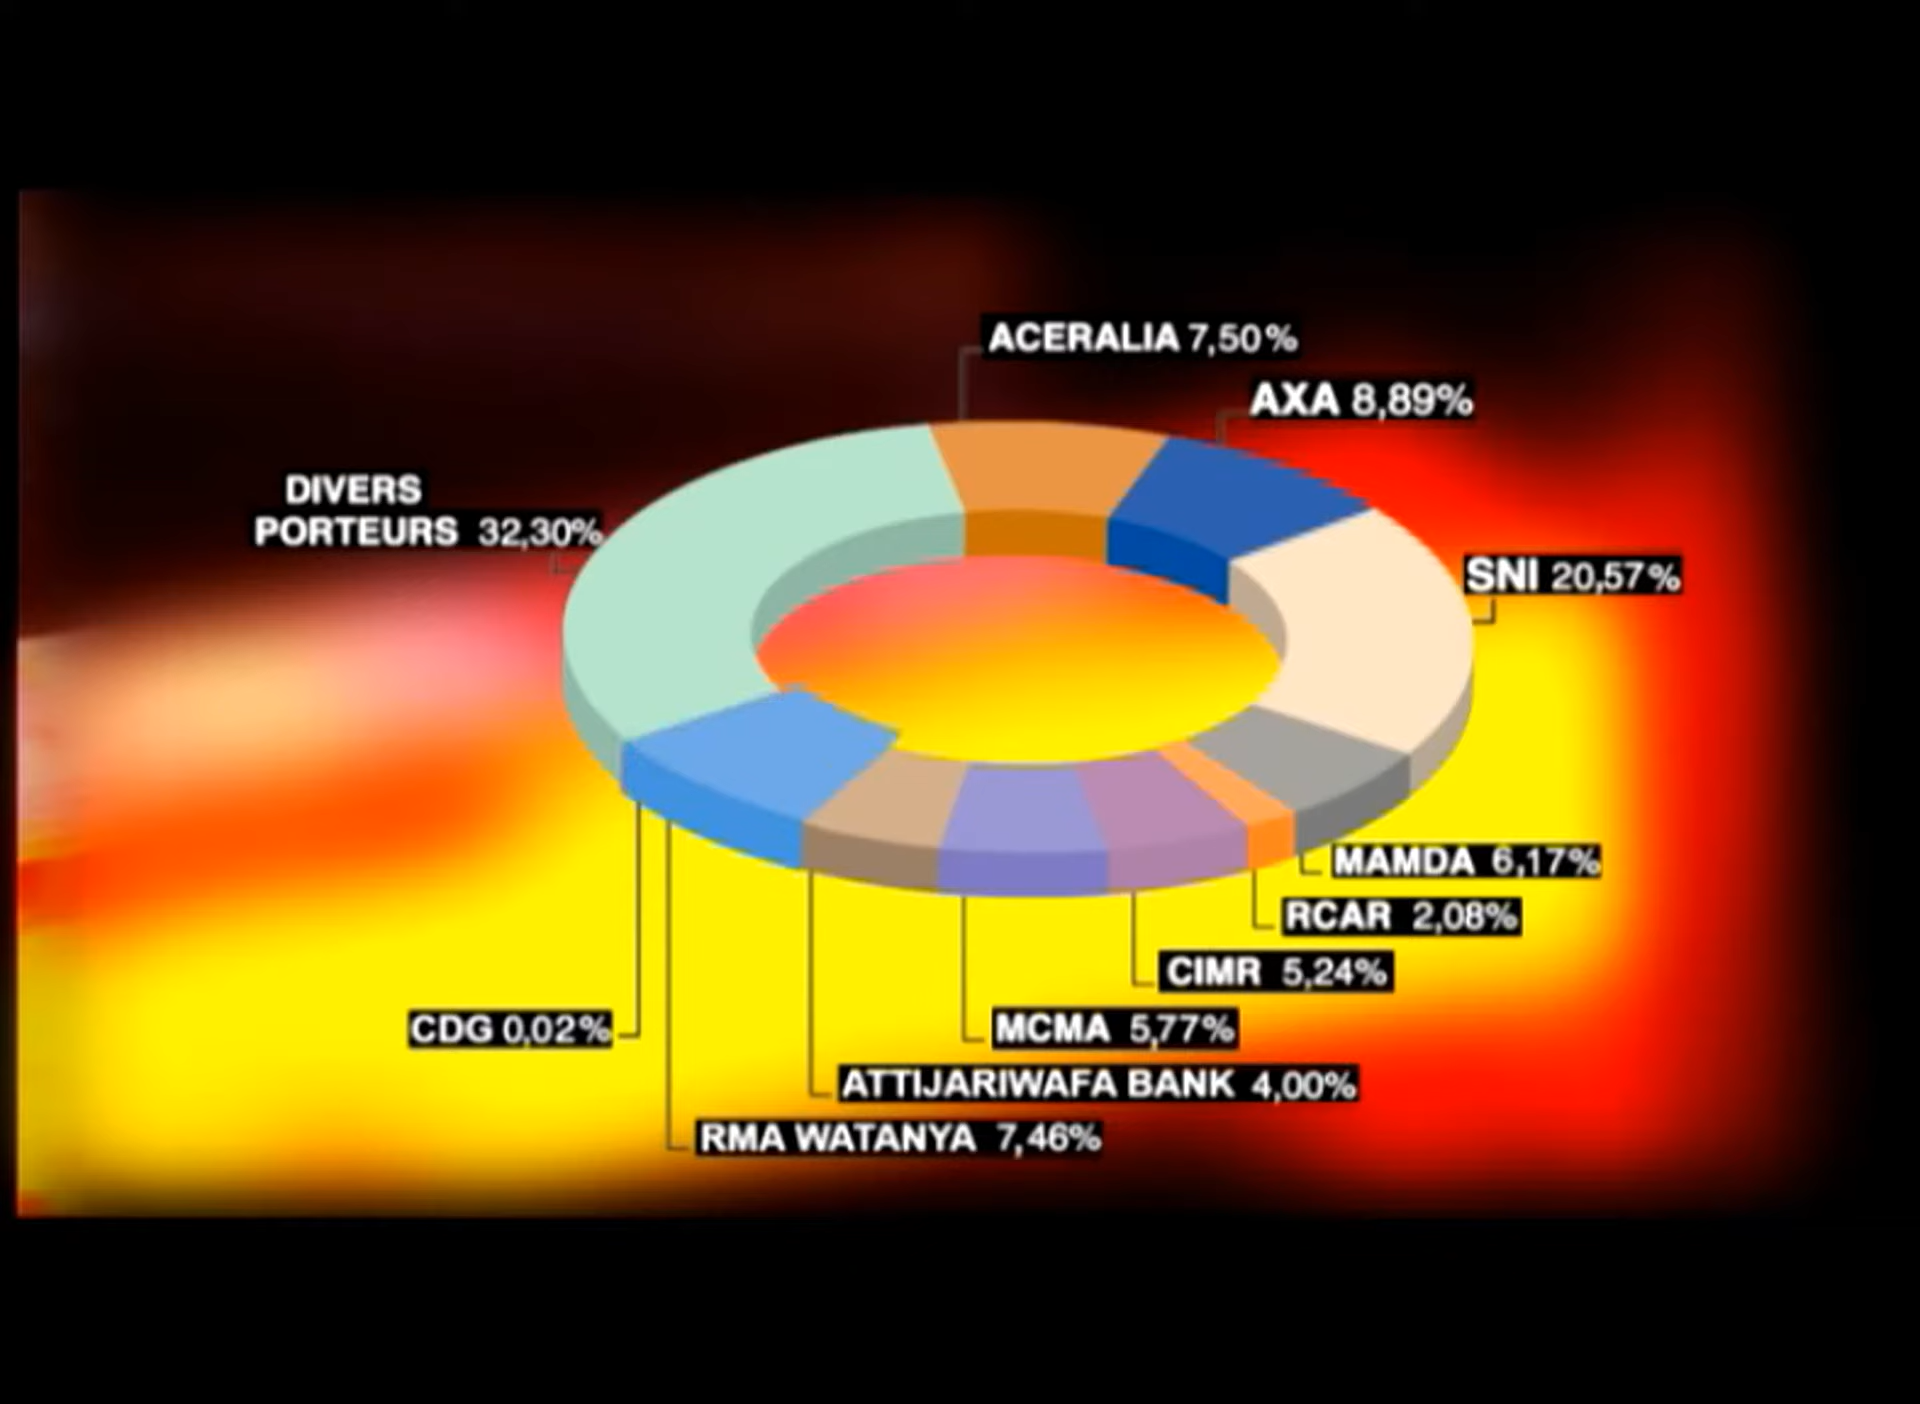 ACERALIA 7,50%
AXA 8,89%
DIVERS
PORTEURS 32,30%
SNI 20,57%
MAMDA 6,17%
RCAR 2,08%
CIMR 5,24%
CDG 0,02%
MCMA 5,77%
ATTIJARIWAFA BANK 4,00%
RMA WATANYA 7,46%